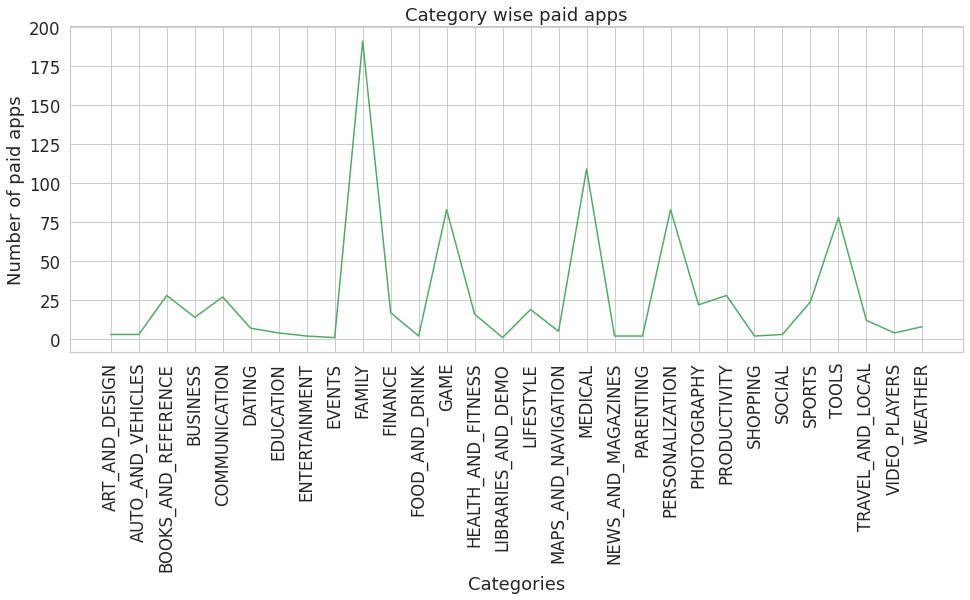 Category wise paid apps
Number of paid apps
200
175
150
125
100
75
50
25
0
ART_AND_DESIGN
AUTO_AND_VEHICLES
BOOKS_AND_REFERENCE
BUSINESS
COMMUNICATION
DATING
EDUCATION
ENTERTAINMENT
EVENTS
FAMILY
FINANCE
FOOD_AND_DRINK
GAME
HEALTH_AND_FITNESS
LIBRARIES_AND_DEMO
LIFESTYLE
MAPS_AND_NAVIGATION
MEDICAL
NEWS_AND_MAGAZINES
PARENTING
PERSONALIZATION
PHOTOGRAPHY
PRODUCTIVITY
SHOPPING
SOCIAL
SPORTS
TOOLS
TRAVEL_AND_LOCAL
VIDEO_PLAYERS
WEATHER
Categories